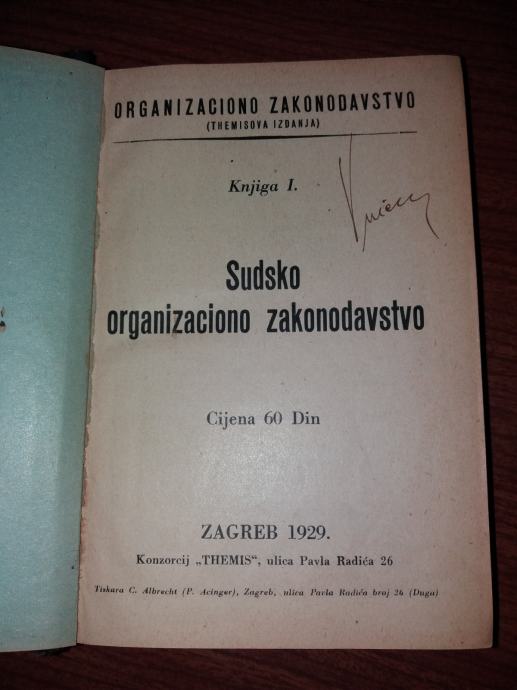 ORGANIZACIONO ZAKONODAVSTVO
(THEMISOVA IZDANJA)
Knjiga I.
Sudsko
organizaciono zakonodavstvo
Cijena 60 Din
ZAGREB 1929.
Konzorcij „THEMIS“, ulica Pavla Radića 26
Tiskara C. Albrecht (P. Acinger), Zagreb, ulica Pavla Radića broj 26 (Duga)